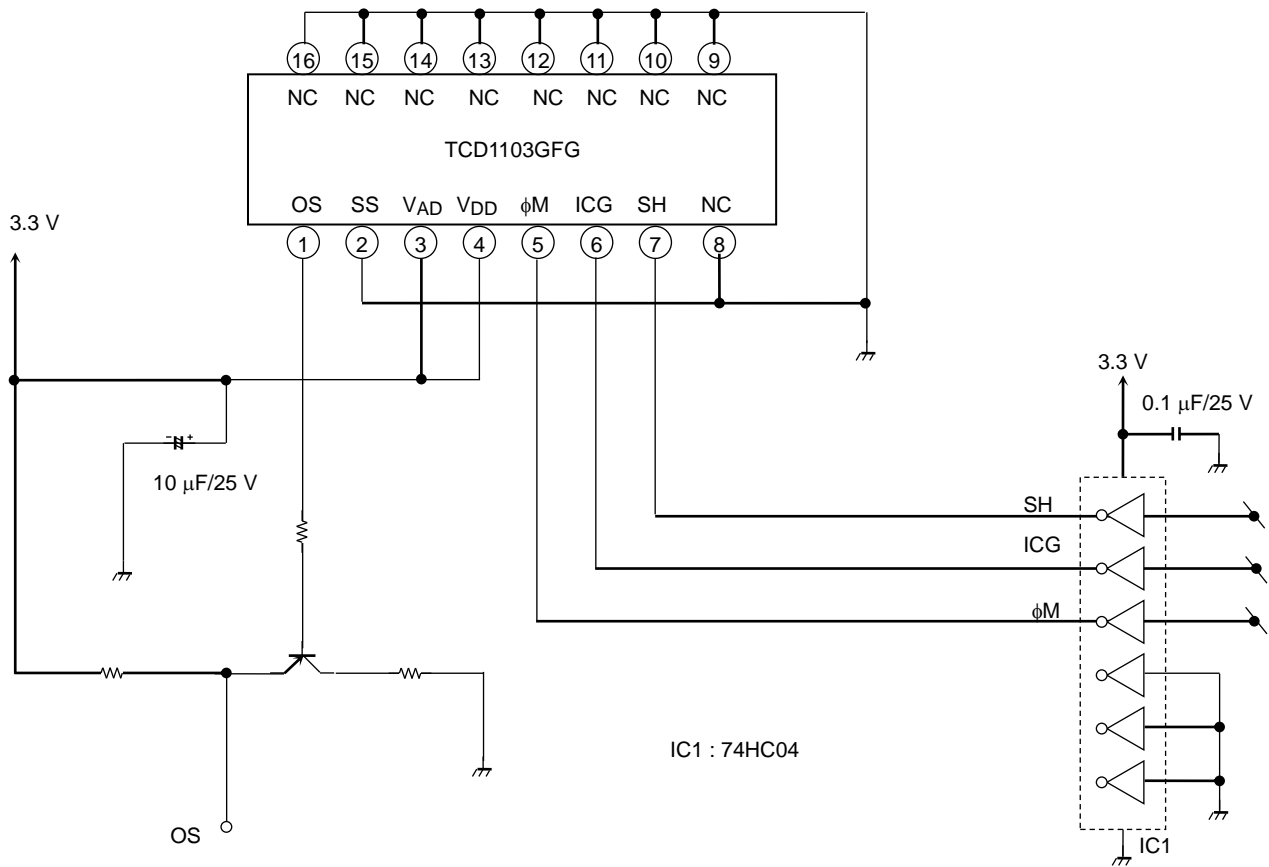 16 15 14 13 12 11 10 9
NC NC NC NC NC NC NC NC
TCD1103GFG
OS SS VAD VDD ϕM ICG SH NC
1 2 3 4 5 6 7 8
3.3 V
3.3 V
0.1 μF/25 V
- +
10 μF/25 V
SH
ICG
ϕM
IC1 : 74HC04
OS
IC1